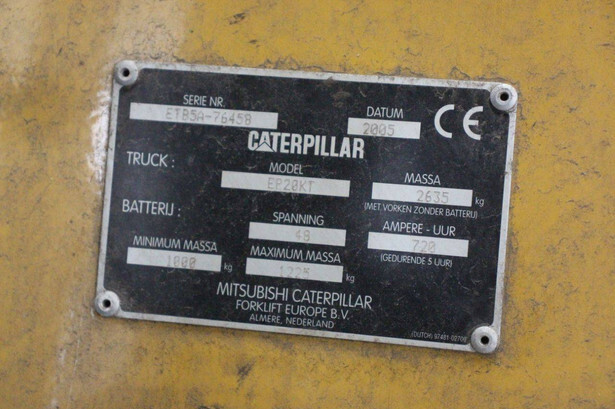 SERIE NR. DATUM
ETB5A-76458 2005 CE
CATERPILLAR
TRUCK: MODEL MASSA
EP20KT 2635 kg
(MET VORKEN ZONDER BATTERIJ)
BATTERIJ: SPANNING AMPERE - UUR
48 720
(GEDURENDE 5 UUR)
MINIMUM MASSA MAXIMUM MASSA
1000 kg 1225 kg
MITSUBISHI CATERPILLAR
FORKLIFT EUROPE B.V.
ALMERE, NEDERLAND
(DUTCH)